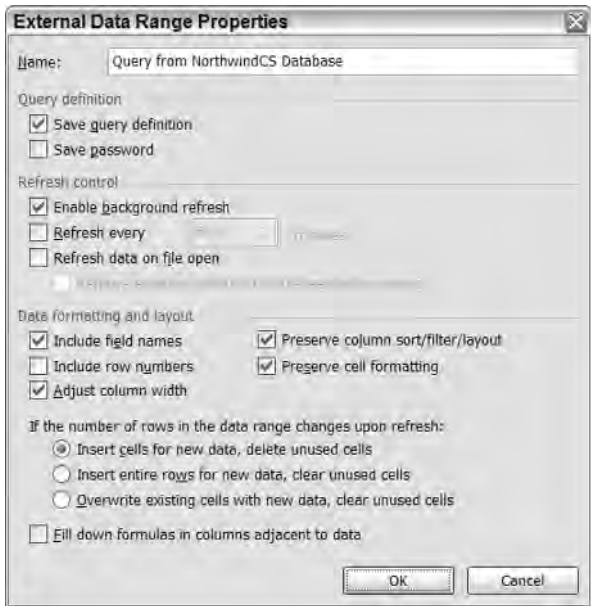 External Data Range Properties
Name: Query from NorthwindCS Database
Query definition
Save query definition
Save password
Refresh control
Enable background refresh
Refresh every
Refresh data on file open
Data formatting and layout
Include field names Preserve column sort/filter/layout
Include row numbers Preserve cell formatting
Adjust column width
If the number of rows in the data range changes upon refresh:
Insert cells for new data, delete unused cells
Insert entire rows for new data, clear unused cells
Overwrite existing cells with new data, clear unused cells
Fill down formulas in columns adjacent to data
OK Cancel